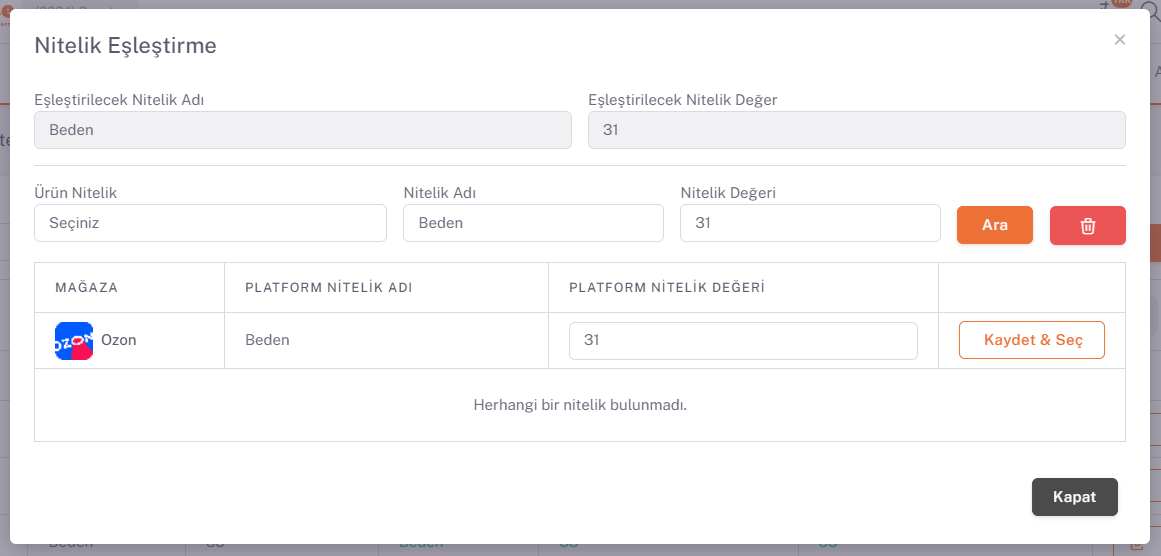 Nitelik Eşleştirme
Eşleştirilecek Nitelik Adı Eşleştirilecek Nitelik Değer
Beden 31
Ürün Nitelik Nitelik Adı Nitelik Değeri
Seçiniz Beden 31 Ara
MAĞAZA PLATFORM NİTELİK ADI PLATFORM NİTELİK DEĞERİ
OZON Ozon Beden 31 Kaydet & Seç
Herhangi bir nitelik bulunmadı.
Kapat